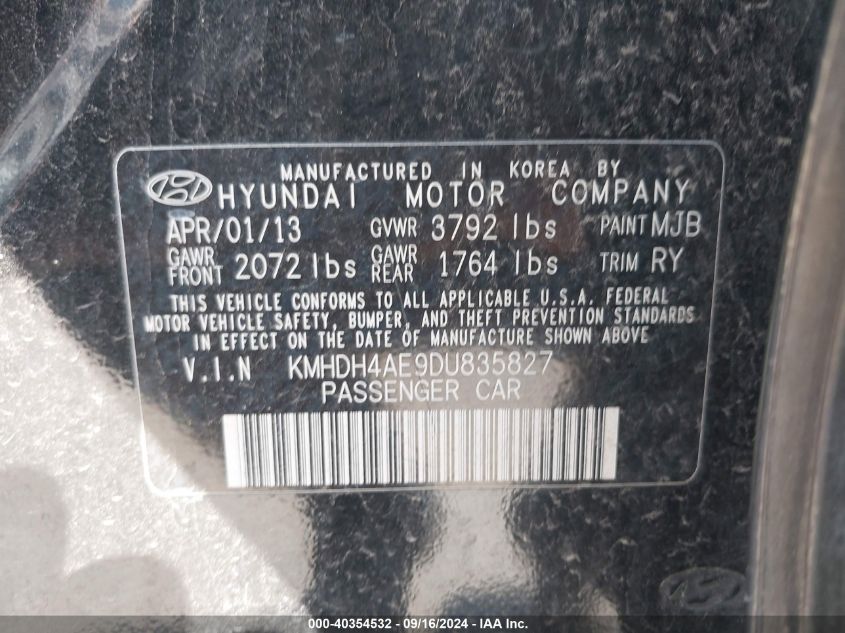 MANUFACTURED IN KOREA BY
HYUNDAI MOTOR COMPANY
APR/01/13 GVWR 3792 lbs PAINT MJB
GAWR FRONT 2072 lbs GAWR REAR 1764 lbs TRIM RY
THIS VEHICLE CONFORMS TO ALL APPLICABLE U.S.A. FEDERAL
MOTOR VEHICLE SAFETY, BUMPER, AND THEFT PREVENTION STANDARDS
IN EFFECT ON THE DATE OF MANUFACTURE SHOWN ABOVE
V.I.N KMHDH4AE9DU835827
PASSENGER CAR
000-40354532 - 09/16/2024 - IAA Inc.